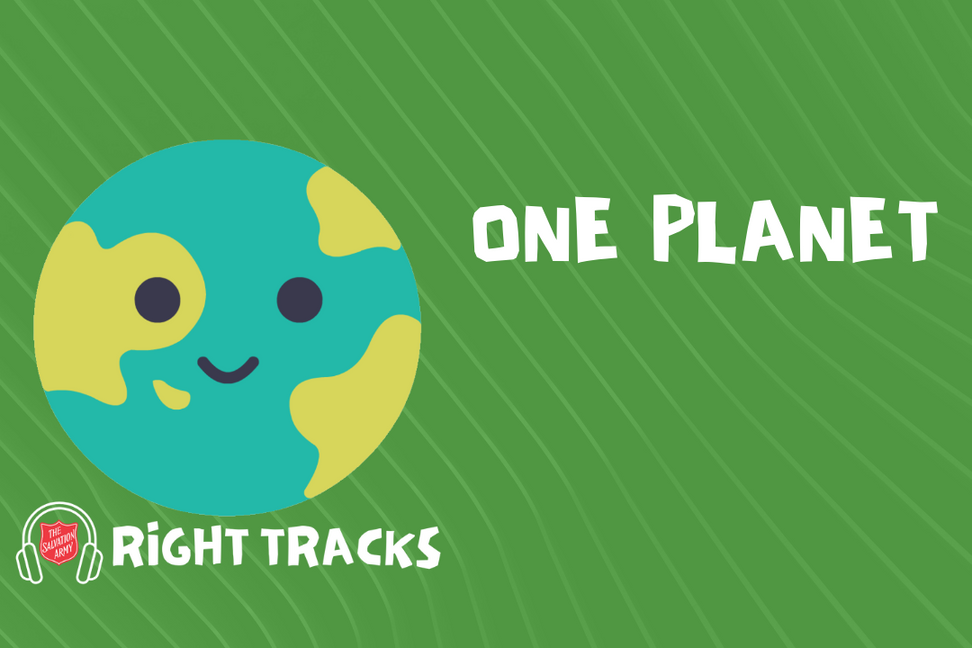 ONE PLANET
THE
SALVATION
ARMY
RiGHT TRACKS